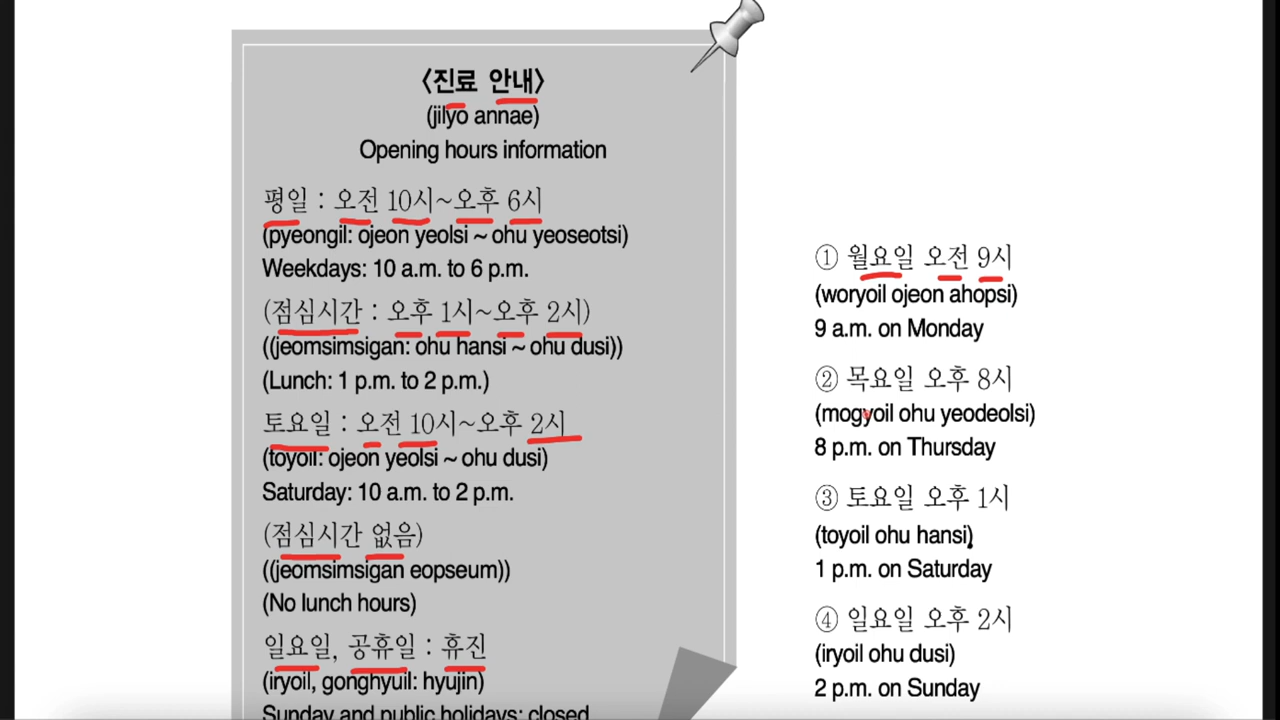 〈진료 안내〉
(jilyo annae)
Opening hours information
평일 : 오전 10시~오후 6시
(pyeongil: ojeon yeolsi ~ ohu yeoseotsi)
Weekdays: 10 a.m. to 6 p.m.
(점심시간 : 오후 1시~오후 2시)
((jeomsimsigan: ohu hansi ~ ohu dusi))
(Lunch: 1 p.m. to 2 p.m.)
토요일 : 오전 10시~오후 2시
(toyoil: ojeon yeolsi ~ ohu dusi)
Saturday: 10 a.m. to 2 p.m.
(점심시간 없음)
((jeomsimsigan eopseum))
(No lunch hours)
일요일, 공휴일 : 휴진
(iryoil, gonghyuil: hyujin)
Sunday and public holidays: closed
① 월요일 오전 9시
(woryoil ojeon ahopsi)
9 a.m. on Monday
② 목요일 오후 8시
(mogyoil ohu yeodeolsi)
8 p.m. on Thursday
③ 토요일 오후 1시
(toyoil ohu hansi)
1 p.m. on Saturday
④ 일요일 오후 2시
(iryoil ohu dusi)
2 p.m. on Sunday